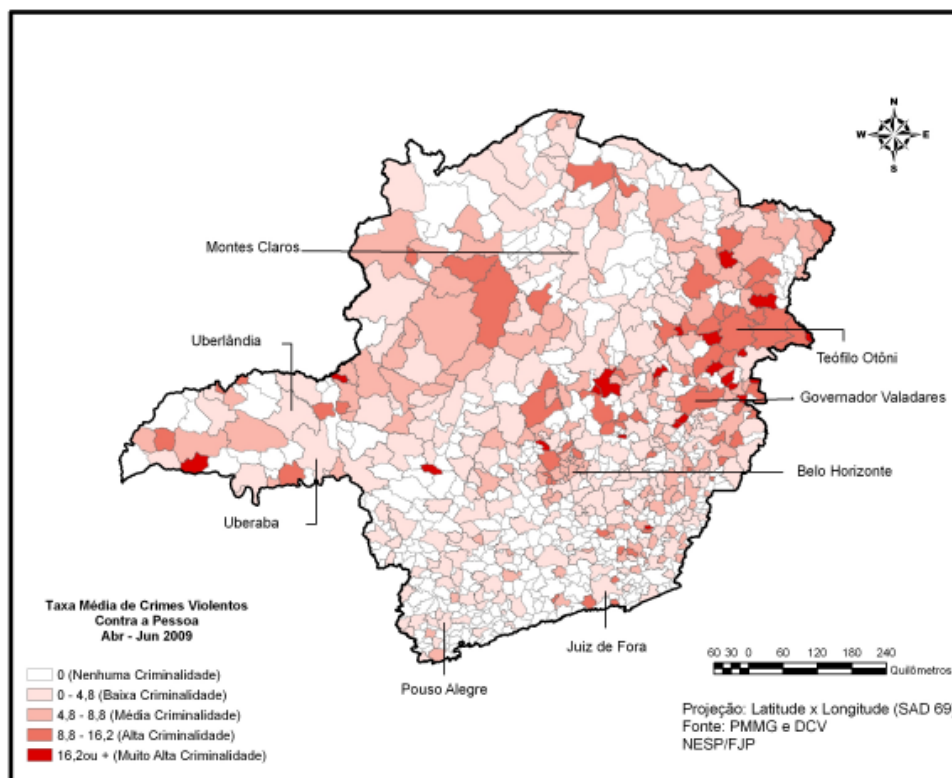 N
W E
S
Montes Claros
Uberlândia
Teófilo Otôni
Governador Valadares
Belo Horizonte
Uberaba
Juiz de Fora
Pouso Alegre
Taxa Média de Crimes Violentos
Contra a Pessoa
Abr - Jun 2009
0 (Nenhuma Criminalidade)
0 - 4,8 (Baixa Criminalidade)
4,8 - 8,8 (Média Criminalidade)
8,8 - 16,2 (Alta Criminalidade)
16,2ou + (Muito Alta Criminalidade)
60 30 0 60 120 180 240
Quilômetros
Projeção: Latitude x Longitude (SAD 69
Fonte: PMMG e DCV
NESP/FJP